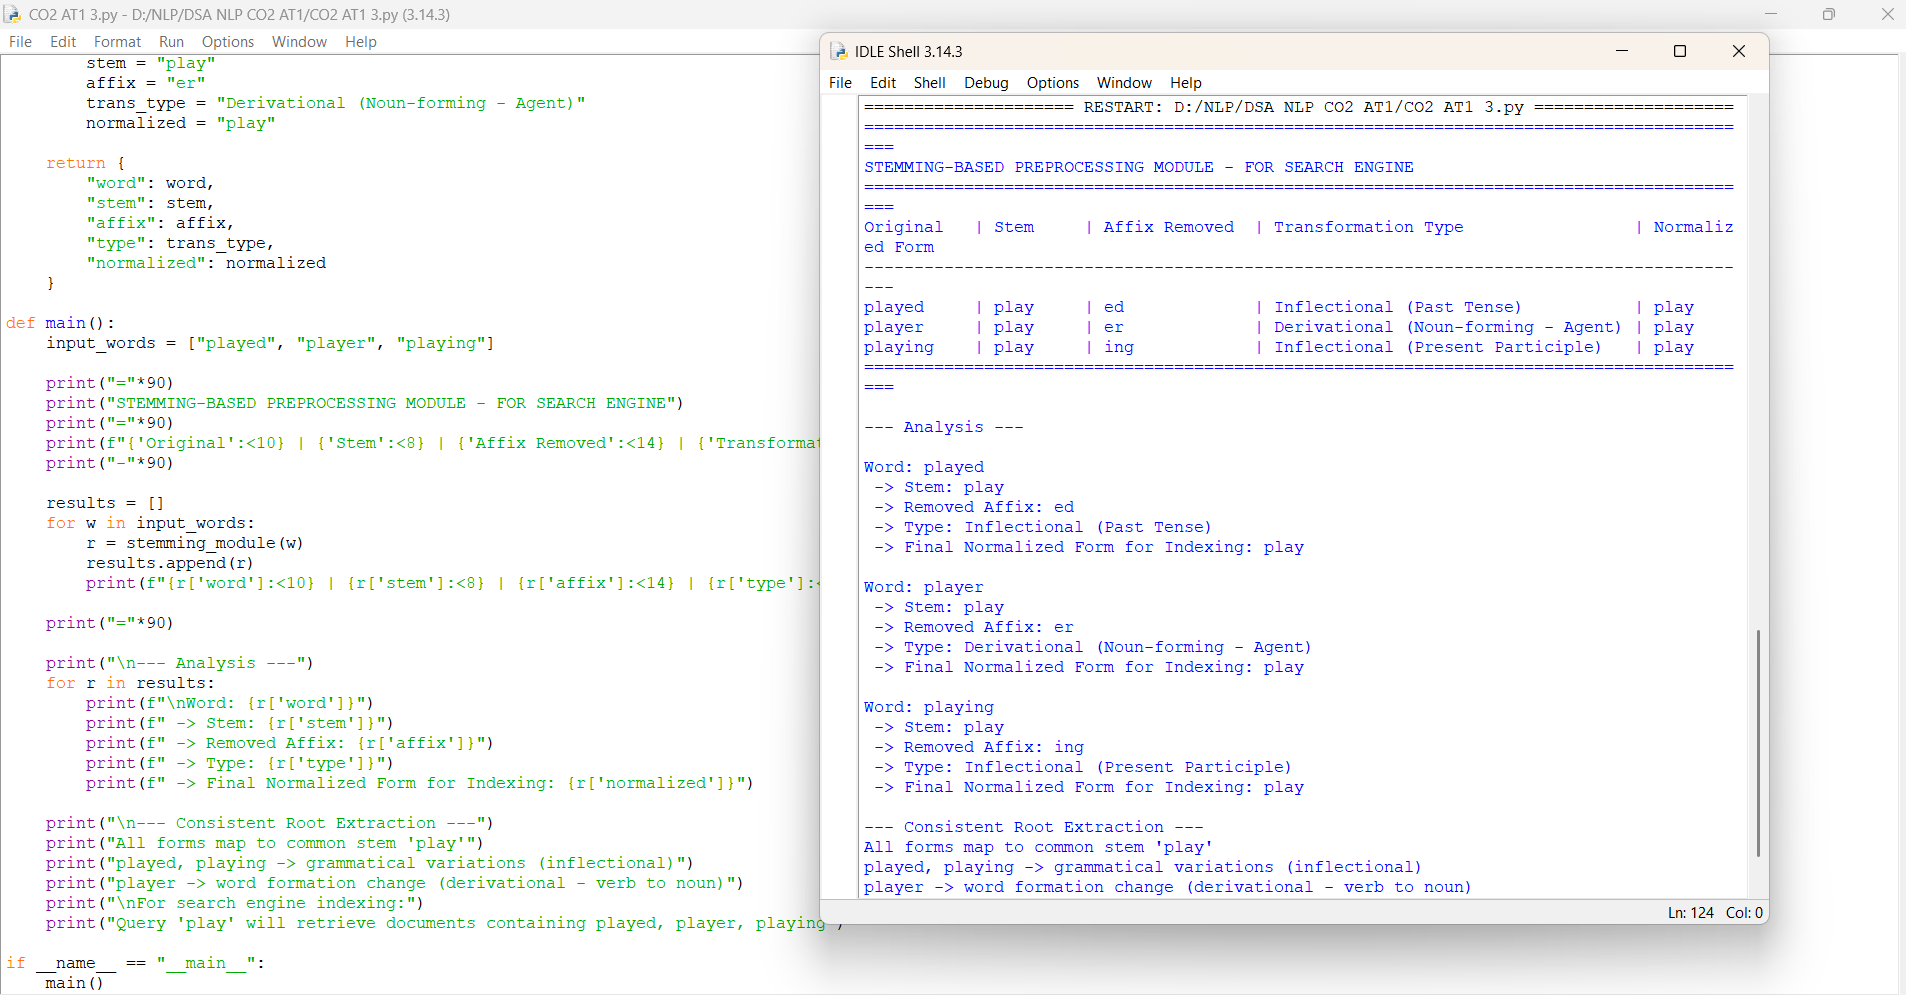 CO2 AT1 3.py - D:/NLP/DSA NLP CO2 AT1/CO2 AT1 3.py (3.14.3)
File Edit Format Run Options Window Help
        stem = "play"
        affix = "er"
        trans_type = "Derivational (Noun-forming - Agent)"
        normalized = "play"
    return {
        "word": word,
        "stem": stem,
        "affix": affix,
        "type": trans_type,
        "normalized": normalized
    }
def main():
    input_words = ["played", "player", "playing"]
    print("="*90)
    print("STEMMING-BASED PREPROCESSING MODULE - FOR SEARCH ENGINE")
    print("="*90)
    print(f"{'Original':<10} | {'Stem':<8} | {'Affix Removed':<14} | {'Transformat
    print("-"*90)
    results = []
    for w in input_words:
        r = stemming_module(w)
        results.append(r)
        print(f"{r['word']:<10} | {r['stem']:<8} | {r['affix']:<14} | {r['type']:<
    print("="*90)
    print("\n--- Analysis ---")
    for r in results:
        print(f"\nWord: {r['word']}")
        print(f" -> Stem: {r['stem']}")
        print(f" -> Removed Affix: {r['affix']}")
        print(f" -> Type: {r['type']}")
        print(f" -> Final Normalized Form for Indexing: {r['normalized']}")
    print("\n--- Consistent Root Extraction ---")
    print("All forms map to common stem 'play'")
    print("played, playing -> grammatical variations (inflectional)")
    print("player -> word formation change (derivational - verb to noun)")
    print("\nFor search engine indexing:")
    print("Query 'play' will retrieve documents containing played, player, playing
if __name__ == "__main__":
    main()
IDLE Shell 3.14.3
File Edit Shell Debug Options Window Help
===================== RESTART: D:/NLP/DSA NLP CO2 AT1/CO2 AT1 3.py ====================
=======================================================================================
===
STEMMING-BASED PREPROCESSING MODULE - FOR SEARCH ENGINE
=======================================================================================
===
Original   | Stem     | Affix Removed  | Transformation Type                 | Normaliz
ed Form
---------------------------------------------------------------------------------------
---
played     | play     | ed             | Inflectional (Past Tense)           | play
player     | play     | er             | Derivational (Noun-forming - Agent) | play
playing    | play     | ing            | Inflectional (Present Participle)   | play
=======================================================================================
===
--- Analysis ---
Word: played
 -> Stem: play
 -> Removed Affix: ed
 -> Type: Inflectional (Past Tense)
 -> Final Normalized Form for Indexing: play
Word: player
 -> Stem: play
 -> Removed Affix: er
 -> Type: Derivational (Noun-forming - Agent)
 -> Final Normalized Form for Indexing: play
Word: playing
 -> Stem: play
 -> Removed Affix: ing
 -> Type: Inflectional (Present Participle)
 -> Final Normalized Form for Indexing: play
--- Consistent Root Extraction ---
All forms map to common stem 'play'
played, playing -> grammatical variations (inflectional)
player -> word formation change (derivational - verb to noun)
Ln: 124 Col: 0